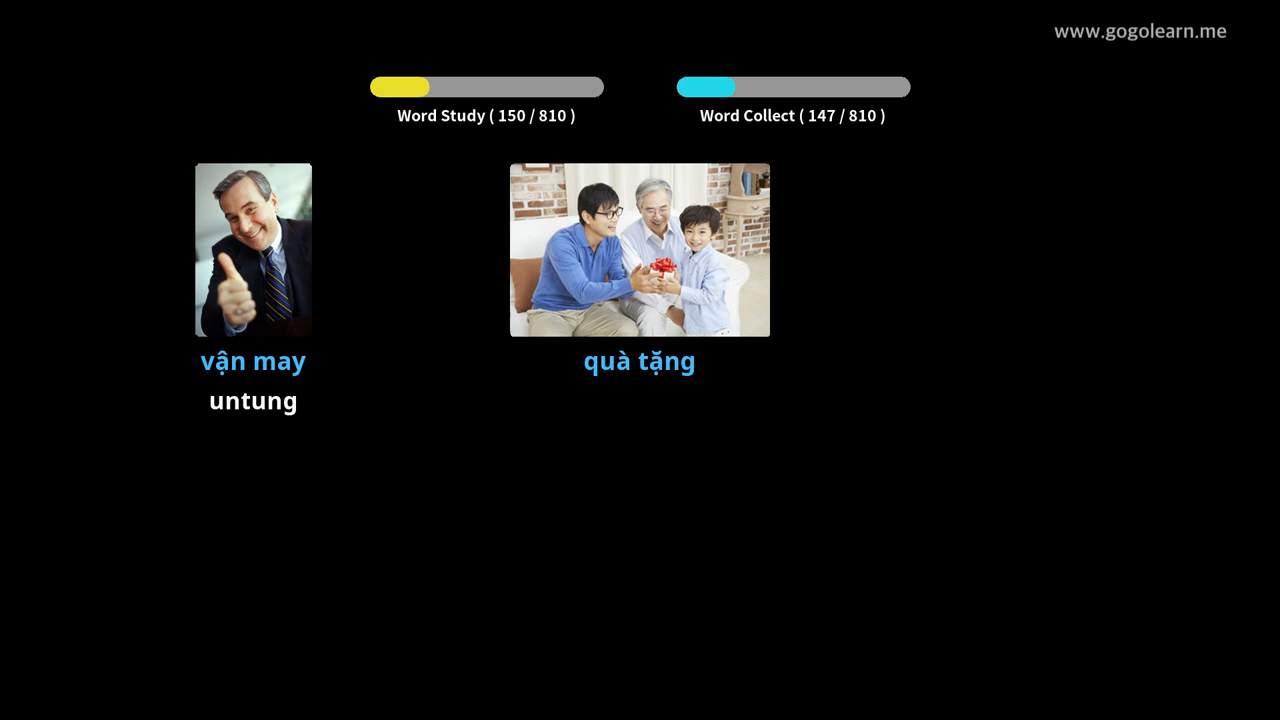 www.gogolearn.me
Word Study ( 150 / 810 )
Word Collect ( 147 / 810 )
vận may
untung
quà tặng